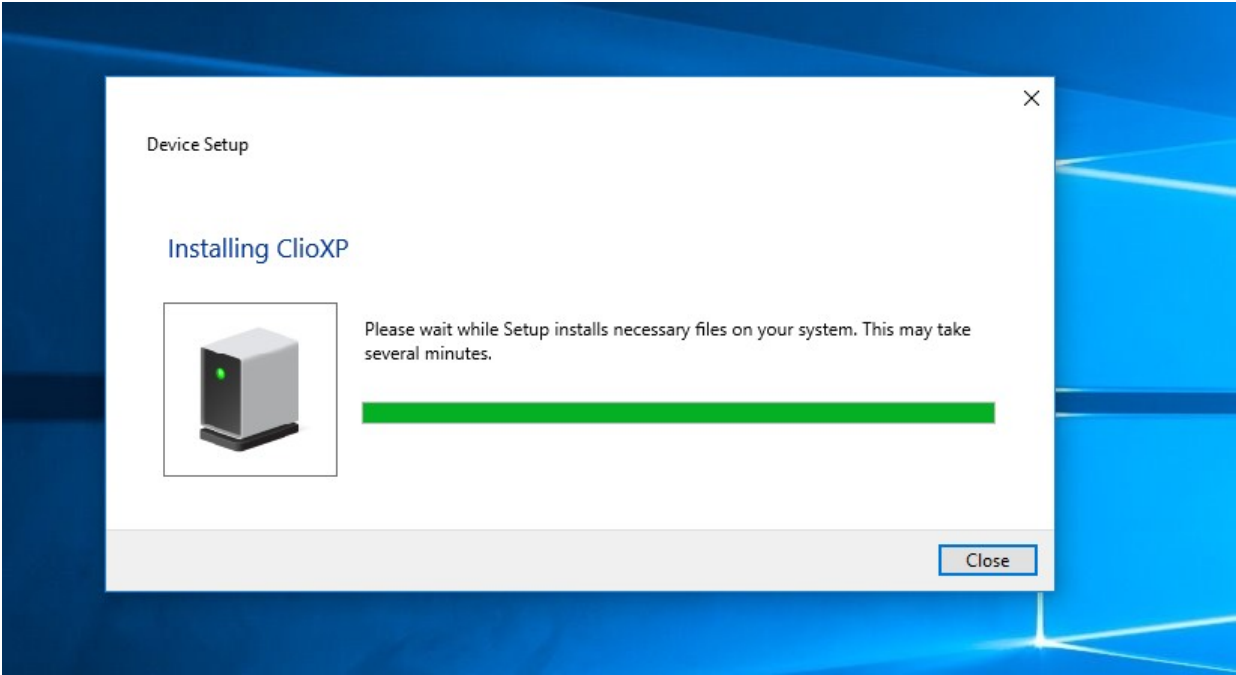 Device Setup
Installing ClioXP
Please wait while Setup installs necessary files on your system. This may take
several minutes.
Close